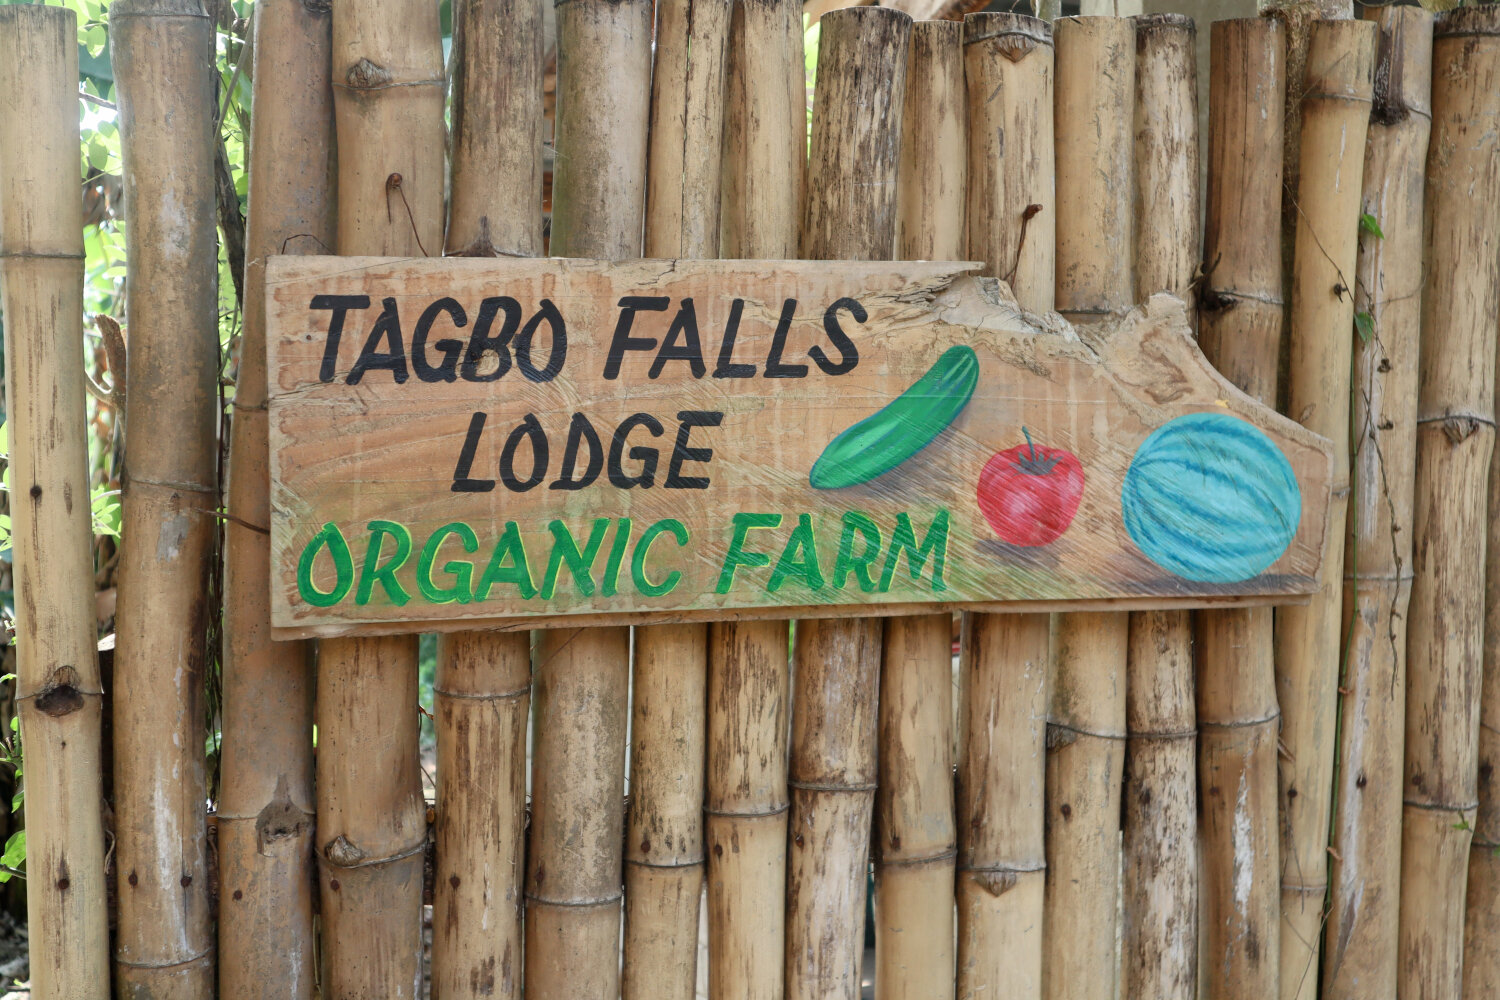 TAGBO FALLS
LODGE
ORGANIC FARM